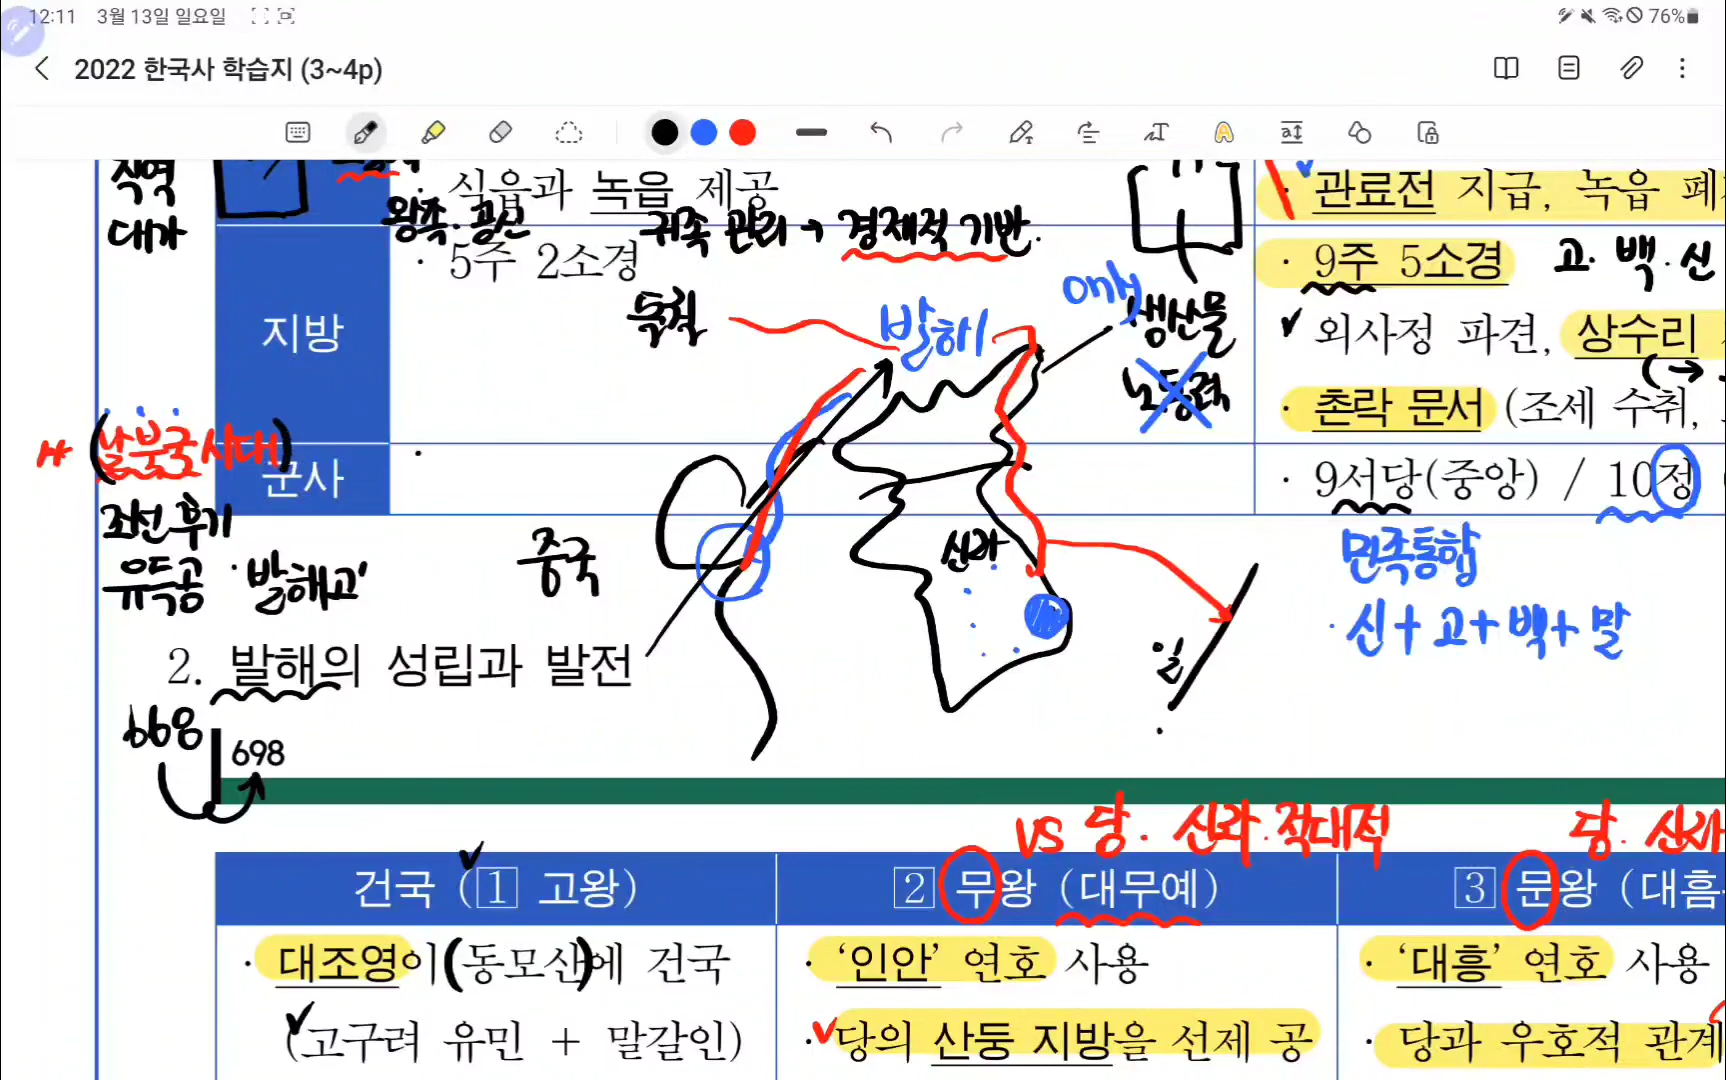 12:11 3월 13일 일요일 76%
2022 한국사 학습지 (3~4p)
직역
대가
· 식읍과 녹읍 제공
왕족·공신 귀족 관리 → 경제적 기반.
· 관료전 지급, 녹읍 폐
지방
· 5주 2소경
· 9주 5소경 고·백·신
only
생산물
노동력
돌궐
발해
✓ 외사정 파견, 상수리
(→
· 촌락 문서 (조세 수취,
(남북국시대)
군사
·
· 9서당(중앙) / 10정
조선 후기
유득공 '발해고'
중국
신라
일
민족통합
· 신+고+백+말
2. 발해의 성립과 발전
668
698
vs 당·신라·적대적
당·신라
건국 (1 고왕)
2 무왕 (대무예)
3 문왕 (대흠
· 대조영이 (동모산)에 건국
· '인안' 연호 사용
· '대흥' 연호 사용
(고구려 유민 + 말갈인)
· 당의 산둥 지방을 선제 공
· 당과 우호적 관계